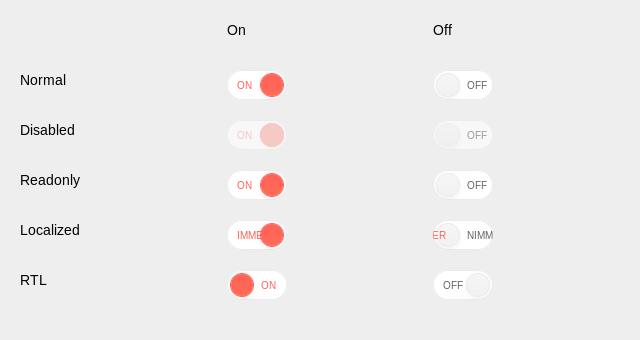 On Off
Normal ON OFF
Disabled ON OFF
Readonly ON OFF
Localized IMME ER NIMM
RTL ON OFF